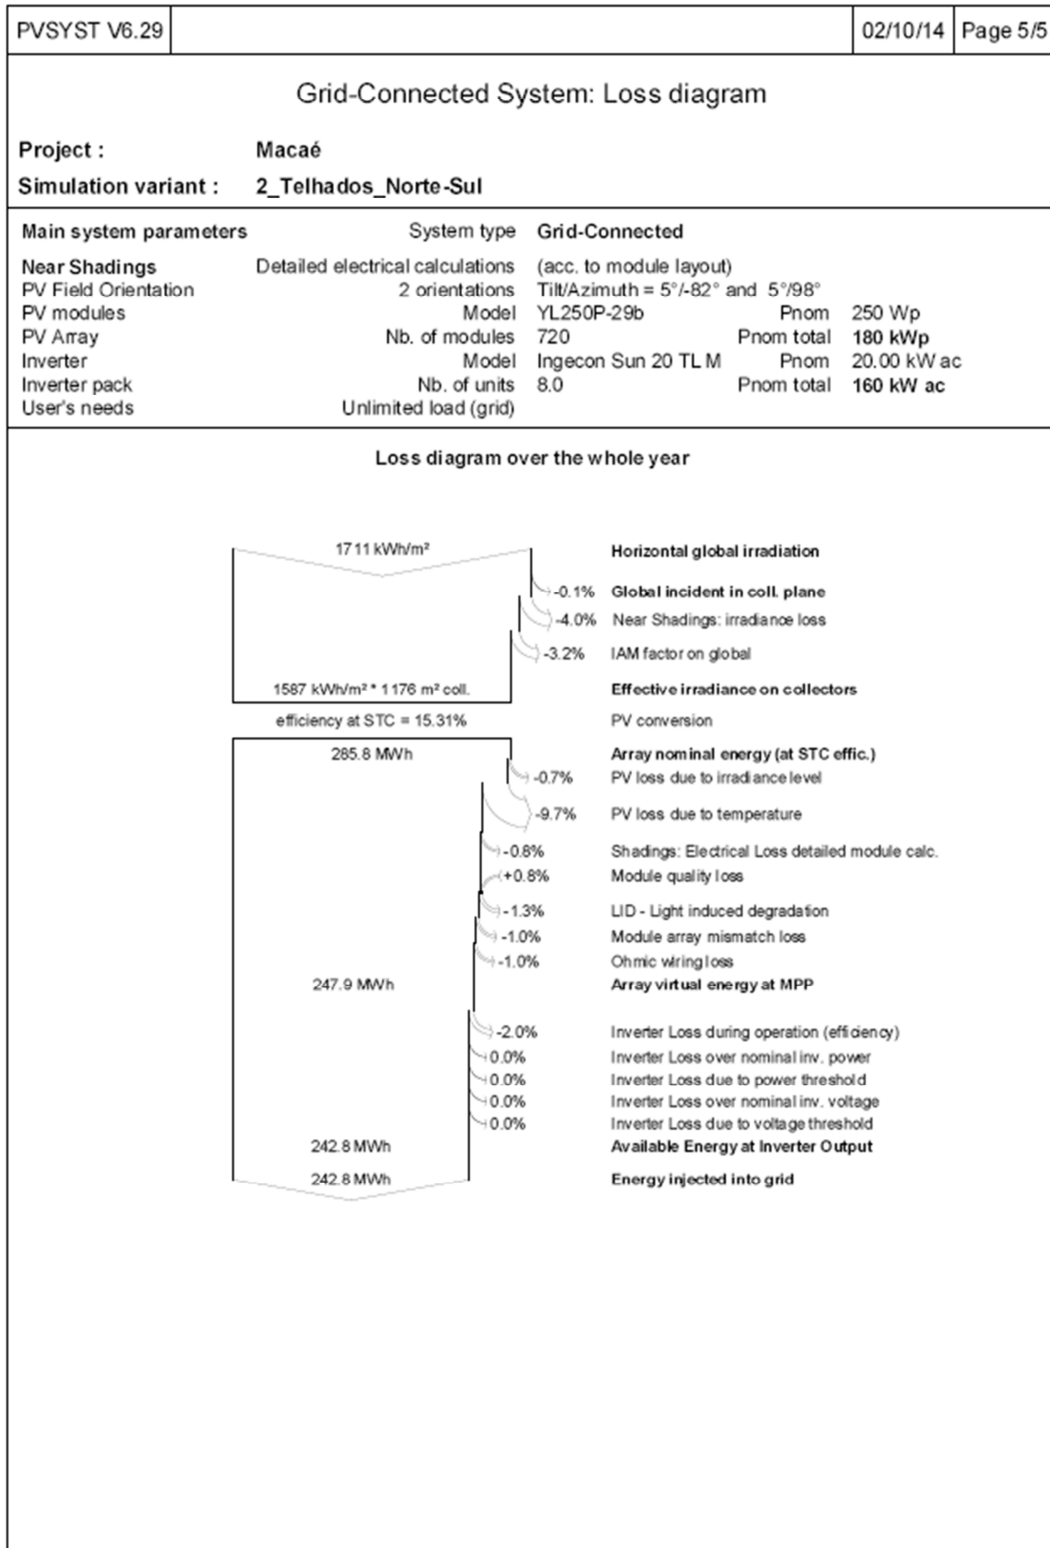 PVSYST V6.29 02/10/14 Page 5/5
Grid-Connected System: Loss diagram
Project : Macaé
Simulation variant : 2_Telhados_Norte-Sul
Main system parameters System type Grid-Connected
Near Shadings Detailed electrical calculations (acc. to module layout)
PV Field Orientation 2 orientations Tilt/Azimuth = 5°/-82° and 5°/98°
PV modules Model YL250P-29b Pnom 250 Wp
PV Array Nb. of modules 720 Pnom total 180 kWp
Inverter Model Ingecon Sun 20 TL M Pnom 20.00 kW ac
Inverter pack Nb. of units 8.0 Pnom total 160 kW ac
User's needs Unlimited load (grid)
Loss diagram over the whole year
1711 kWh/m² Horizontal global irradiation
-0.1% Global incident in coll. plane
-4.0% Near Shadings: irradiance loss
-3.2% IAM factor on global
1587 kWh/m² * 1176 m² coll. Effective irradiance on collectors
efficiency at STC = 15.31% PV conversion
285.8 MWh Array nominal energy (at STC effic.)
-0.7% PV loss due to irradiance level
-9.7% PV loss due to temperature
-0.8% Shadings: Electrical Loss detailed module calc.
+0.8% Module quality loss
-1.3% LID - Light induced degradation
-1.0% Module array mismatch loss
-1.0% Ohmic wiring loss
247.9 MWh Array virtual energy at MPP
-2.0% Inverter Loss during operation (efficiency)
0.0% Inverter Loss over nominal inv. power
0.0% Inverter Loss due to power threshold
0.0% Inverter Loss over nominal inv. voltage
0.0% Inverter Loss due to voltage threshold
242.8 MWh Available Energy at Inverter Output
242.8 MWh Energy injected into grid